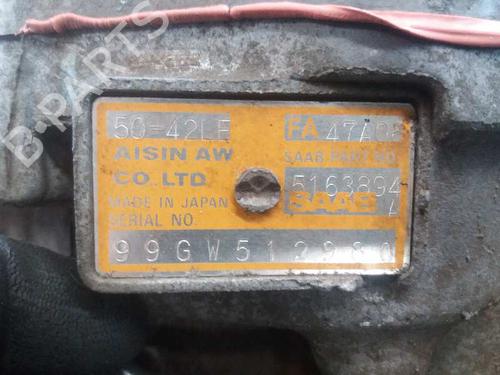 B-PARTS
50-42LE FA 47A05
AISIN AW SAAB PART NO.
CO. LTD. 5163894
MADE IN JAPAN SAAB
SERIAL NO.
99GW512980